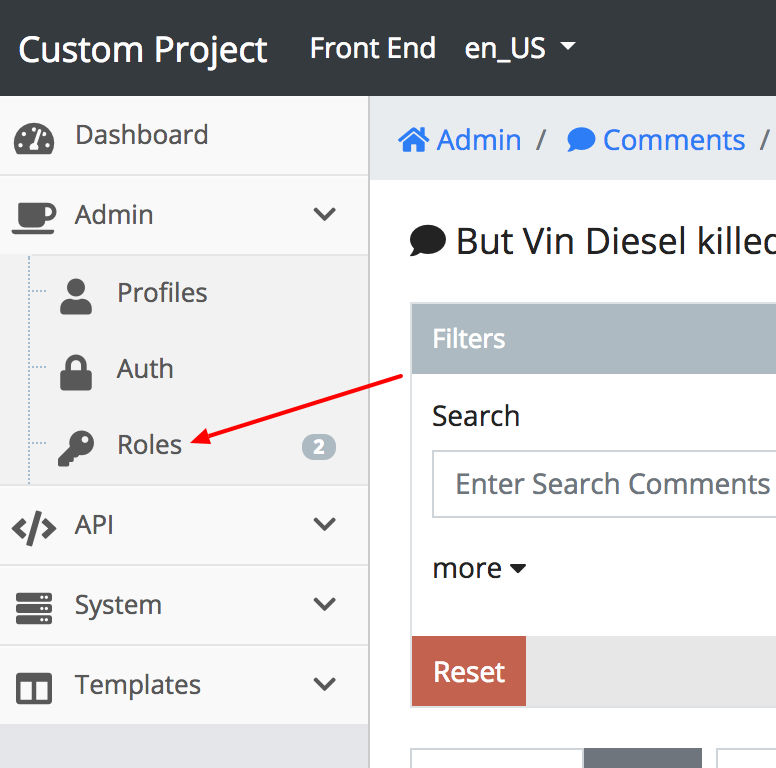 Custom Project Front End en_US
Dashboard
Admin
Profiles
Auth
Roles 2
API
System
Templates
Admin / Comments /
But Vin Diesel killed
Filters
Search
Enter Search Comments
more
Reset